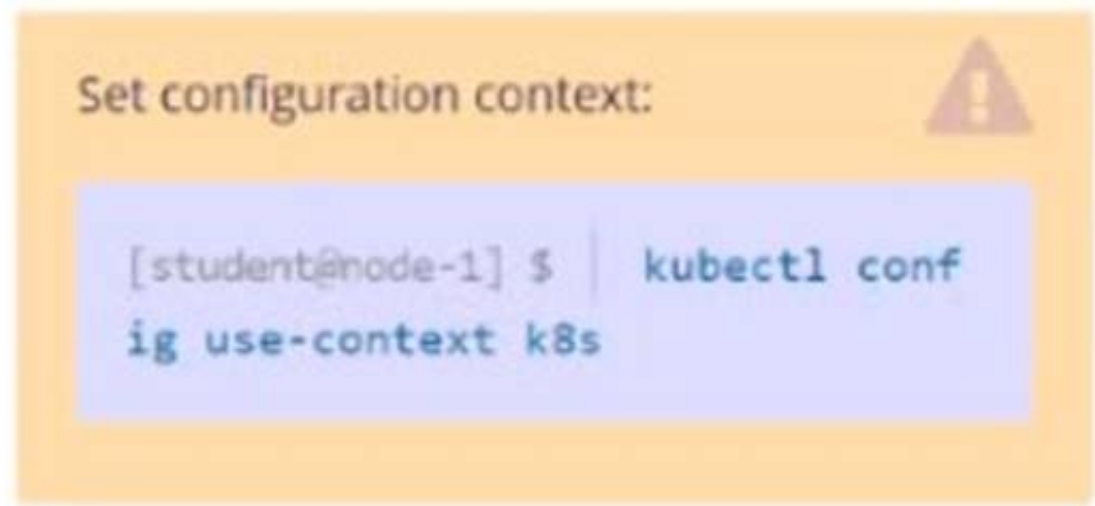 Set configuration context:
[student@node-1] $ | kubectl conf
ig use-context k8s